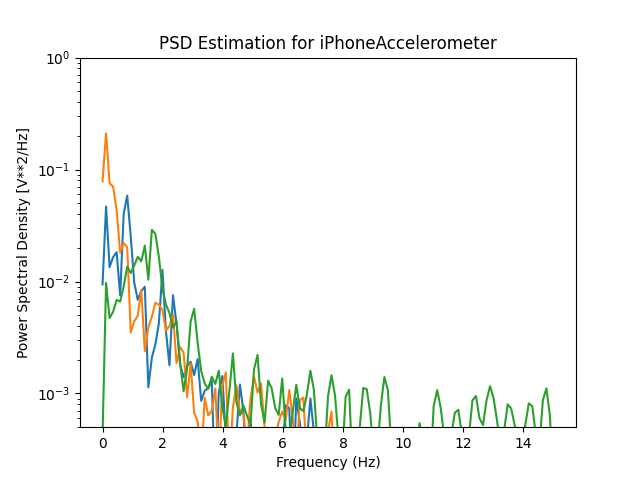 PSD Estimation for iPhoneAccelerometer
Power Spectral Density [V**2/Hz]
10⁰
10⁻¹
10⁻²
10⁻³
0 2 4 6 8 10 12 14
Frequency (Hz)